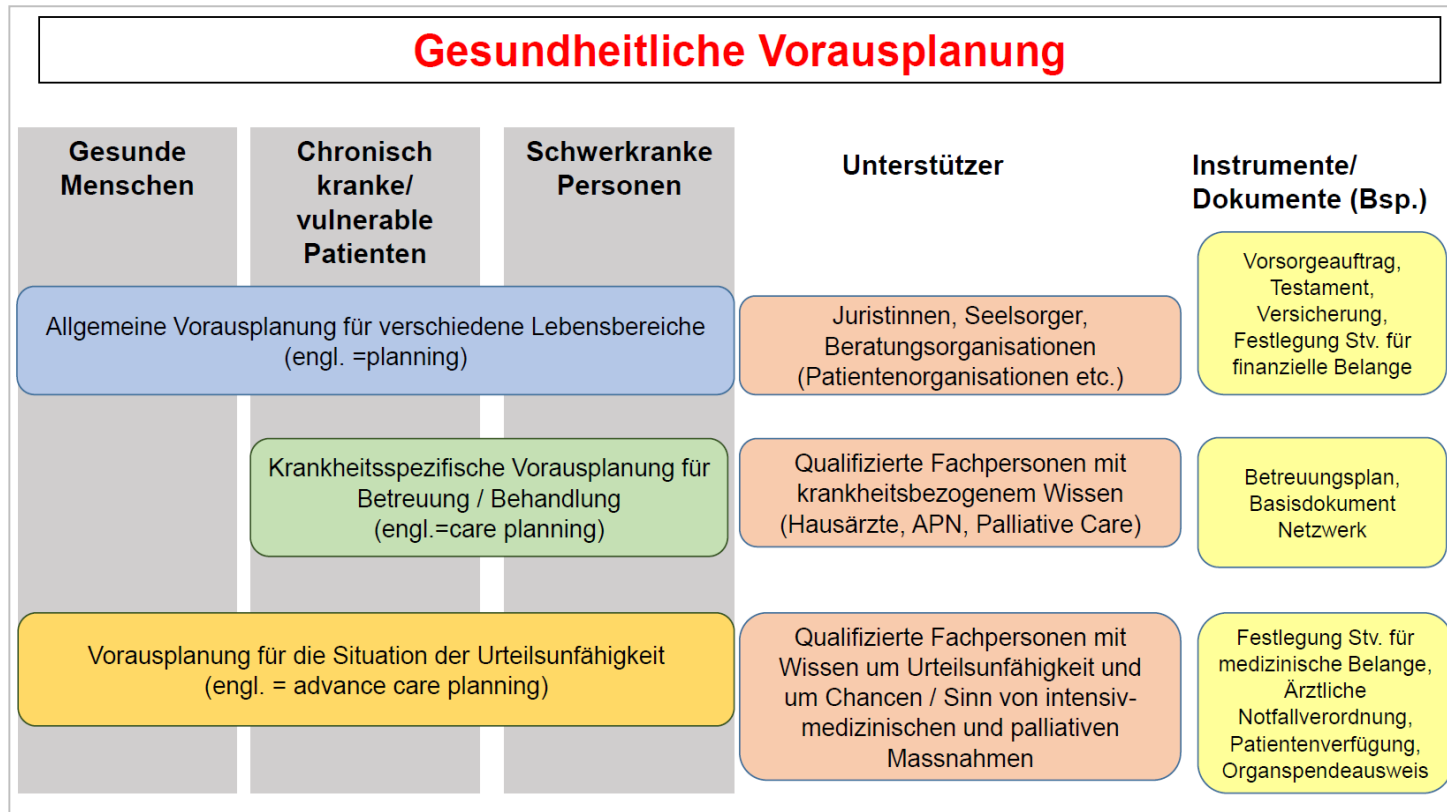 Gesundheitliche Vorausplanung
Gesunde
Menschen
Chronisch
kranke/
vulnerable
Patienten
Schwerkranke
Personen
Unterstützer
Instrumente/
Dokumente (Bsp.)
Allgemeine Vorausplanung für verschiedene Lebensbereiche
(engl. =planning)
Juristinnen, Seelsorger,
Beratungsorganisationen
(Patientenorganisationen etc.)
Vorsorgeauftrag,
Testament,
Versicherung,
Festlegung Stv. für
finanzielle Belange
Krankheitsspezifische Vorausplanung für
Betreuung / Behandlung
(engl.=care planning)
Qualifizierte Fachpersonen mit
krankheitsbezogenem Wissen
(Hausärzte, APN, Palliative Care)
Betreuungsplan,
Basisdokument
Netzwerk
Vorausplanung für die Situation der Urteilsunfähigkeit
(engl. = advance care planning)
Qualifizierte Fachpersonen mit
Wissen um Urteilsunfähigkeit und
um Chancen / Sinn von intensiv-
medizinischen und palliativen
Massnahmen
Festlegung Stv. für
medizinische Belange,
Ärztliche
Notfallverordnung,
Patientenverfügung,
Organspendeausweis